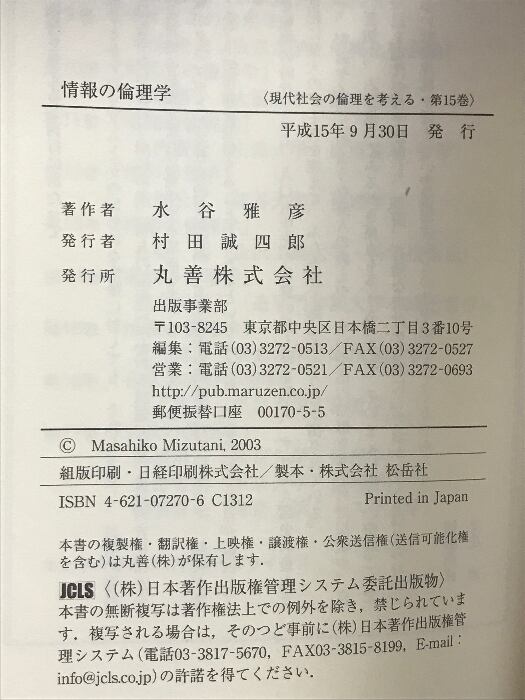 情報の倫理学
〈現代社会の倫理を考える・第15巻〉
平成15年9月30日 発 行
著作者 水 谷 雅 彦
発行者 村 田 誠 四 郎
発行所 丸善株式会社
出版事業部
〒103-8245 東京都中央区日本橋二丁目3番10号
編集：電話(03)3272-0513／FAX(03)3272-0527
営業：電話(03)3272-0521／FAX(03)3272-0693
http://pub.maruzen.co.jp/
郵便振替口座 00170-5-5
© Masahiko Mizutani, 2003
組版印刷・日経印刷株式会社／製本・株式会社 松岳社
ISBN 4-621-07270-6 C1312 Printed in Japan
本書の複製権・翻訳権・上映権・譲渡権・公衆送信権(送信可能化権
を含む)は丸善(株)が保有します．
JCLS〈(株)日本著作出版権管理システム委託出版物〉
本書の無断複写は著作権法上での例外を除き，禁じられていま
す．複写される場合は，そのつど事前に(株)日本著作出版権管
理システム(電話03-3817-5670，FAX03-3815-8199，E-mail：
info@jcls.co.jp)の許諾を得てください．